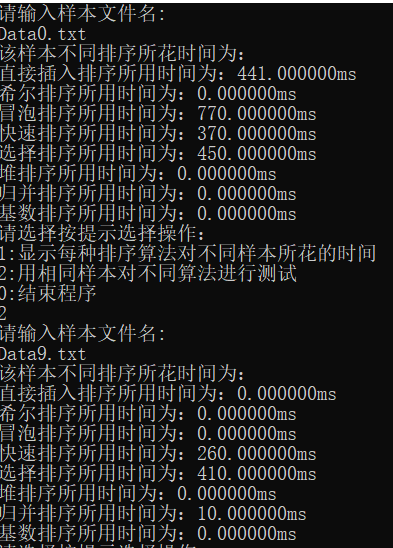 请输入样本文件名:
Data0.txt
该样本不同排序所花时间为:
直接插入排序所用时间为: 441.000000ms
希尔排序所用时间为: 0.000000ms
冒泡排序所用时间为: 770.000000ms
快速排序所用时间为: 370.000000ms
选择排序所用时间为: 450.000000ms
堆排序所用时间为: 0.000000ms
归并排序所用时间为: 0.000000ms
基数排序所用时间为: 0.000000ms
请选择按提示选择操作:
1:显示每种排序算法对不同样本所花的时间
2:用相同样本对不同算法进行测试
0:结束程序
2
请输入样本文件名:
Data9.txt
该样本不同排序所花时间为:
直接插入排序所用时间为: 0.000000ms
希尔排序所用时间为: 0.000000ms
冒泡排序所用时间为: 0.000000ms
快速排序所用时间为: 260.000000ms
选择排序所用时间为: 410.000000ms
堆排序所用时间为: 0.000000ms
归并排序所用时间为: 10.000000ms
基数排序所用时间为: 0.000000ms